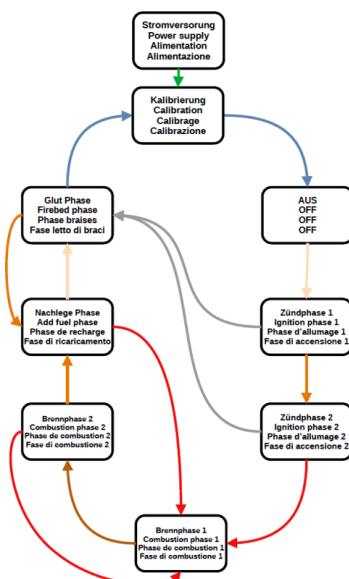 Stromversorung
Power supply
Alimentation
Alimentazione
Kalibrierung
Calibration
Calibrage
Calibrazione
Glut Phase
Firebed phase
Phase braises
Fase letto di braci
AUS
OFF
OFF
OFF
Nachlege Phase
Add fuel phase
Phase de recharge
Fase di ricaricamento
Zündphase 1
Ignition phase 1
Phase d'allumage 1
Fase di accensione 1
Brennphase 2
Combustion phase 2
Phase de combustion 2
Fase di combustione 2
Zündphase 2
Ignition phase 2
Phase d'allumage 2
Fase di accensione 2
Brennphase 1
Combustion phase 1
Phase de combustion 1
Fase di combustione 1